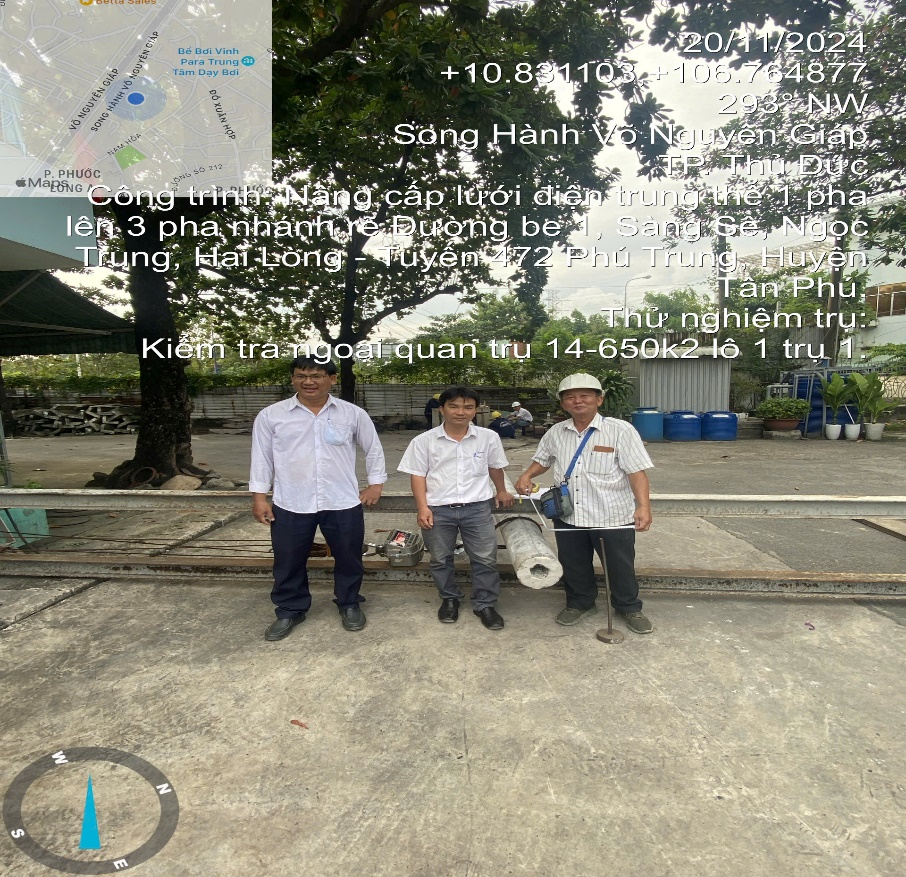 Betta Sales
Bể Bơi Vinh
Para Trung
Tâm Dạy Bơi
VÕ NGUYÊN GIÁP
SONG HÀNH VÕ NGUYÊN GIÁP
ĐỖ XUÂN HỢP
NAM HÒA
P. PHƯỚC
LONG A
Maps
20/11/2024
+10.831103,+106.764877
293° NW
Song Hành Võ Nguyên Giáp
TP. Thủ Đức
Công trình: Nâng cấp lưới điện trung thế 1 pha
lên 3 pha nhánh rẽ Đường be 1, Sàng Sè, Ngọc
Trung, Hai Long - Tuyến 472 Phú Trung, Huyện
Tân Phú.
Thử nghiệm trụ:
Kiểm tra ngoại quan trụ 14-650k2 lô 1 trụ 1.
W
N
S
E